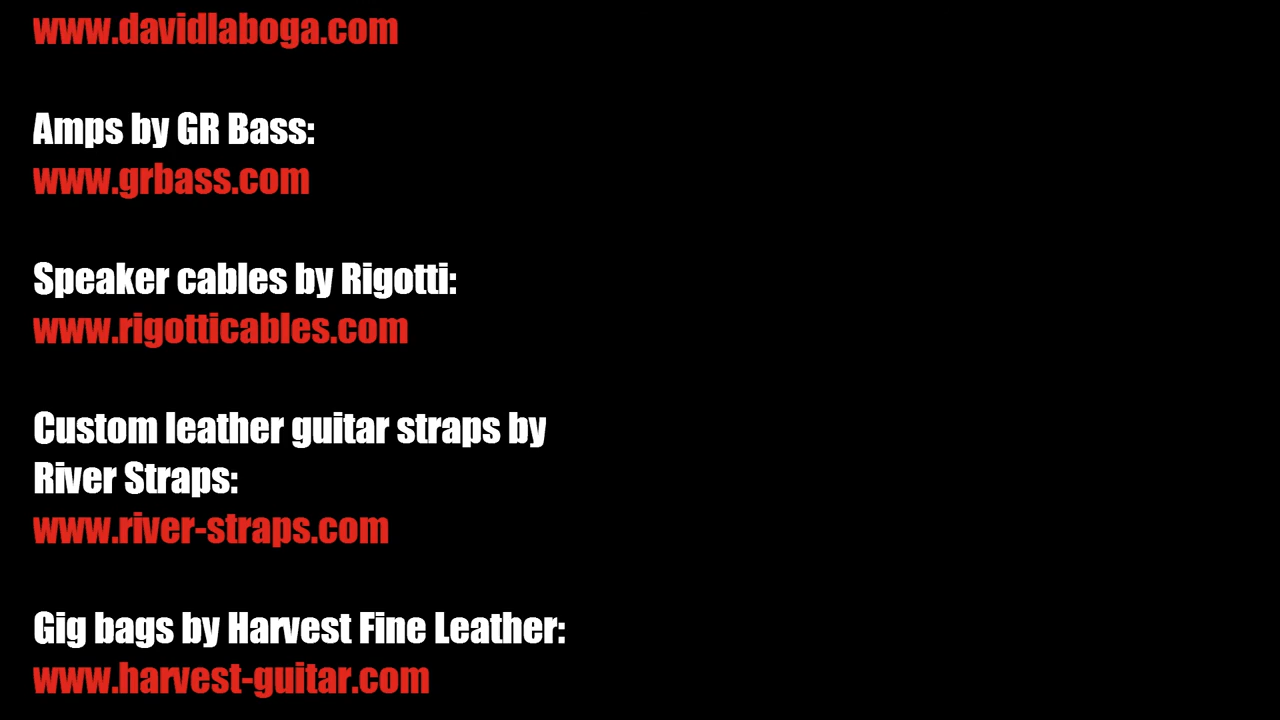 www.davidlaboga.com
Amps by GR Bass:
www.grbass.com
Speaker cables by Rigotti:
www.rigotticables.com
Custom leather guitar straps by
River Straps:
www.river-straps.com
Gig bags by Harvest Fine Leather:
www.harvest-guitar.com